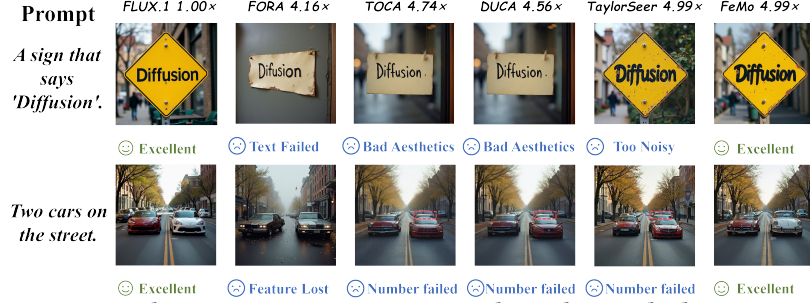 Prompt
FLUX.1 1.00×
FORA 4.16×
TOCA 4.74×
DUCA 4.56×
TaylorSeer 4.99×
FeMo 4.99×
A sign that
says
'Diffusion'.
Diffusion
Difusion
Diffusion.
Diffusion.
Diffusion
Diffusion
Excellent
Text Failed
Bad Aesthetics
Bad Aesthetics
Too Noisy
Excellent
Two cars on
the street.
Excellent
Feature Lost
Number failed
Number failed
Number failed
Excellent